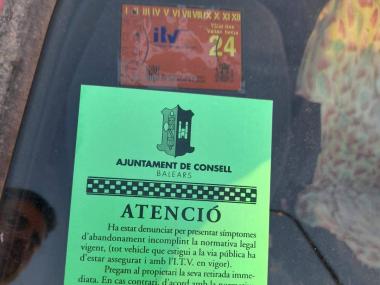 I II III IV V VI VII VIII IX X XI XII
itv
24
AJUNTAMENT DE CONSELL
BALEARS
ATENCIÓ
Ha estat denunciat per presentar símptomes
d'abandonament incomplint la normativa legal
vigent, (tot vehicle que estigui a la via pública ha
d'estar assegurat i amb l'I.T.V. en vigor).
Pregam al propietari la seva retirada imme-
diata. En cas contrari, d'acord amb la